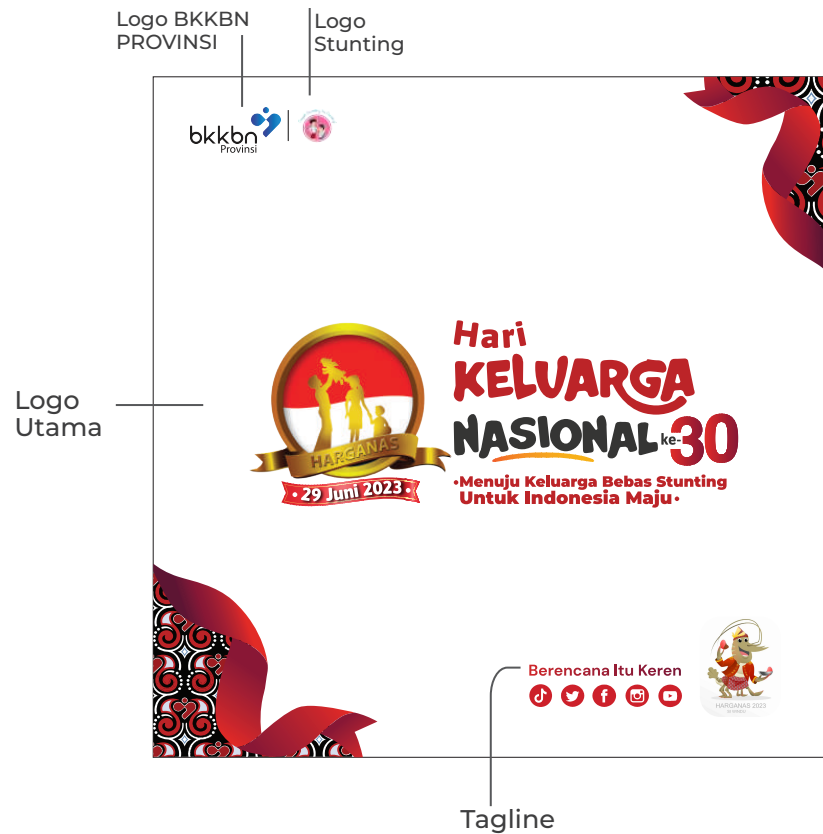 Logo BKKBN
PROVINSI
Logo
Stunting
bkkbn
Provinsi
Logo
Utama
HARGANAS
29 Juni 2023
Hari
KELUARGA
NASIONAL ke-30
•Menuju Keluarga Bebas Stunting
Untuk Indonesia Maju•
Berencana Itu Keren
HARGANAS 2023
Tagline